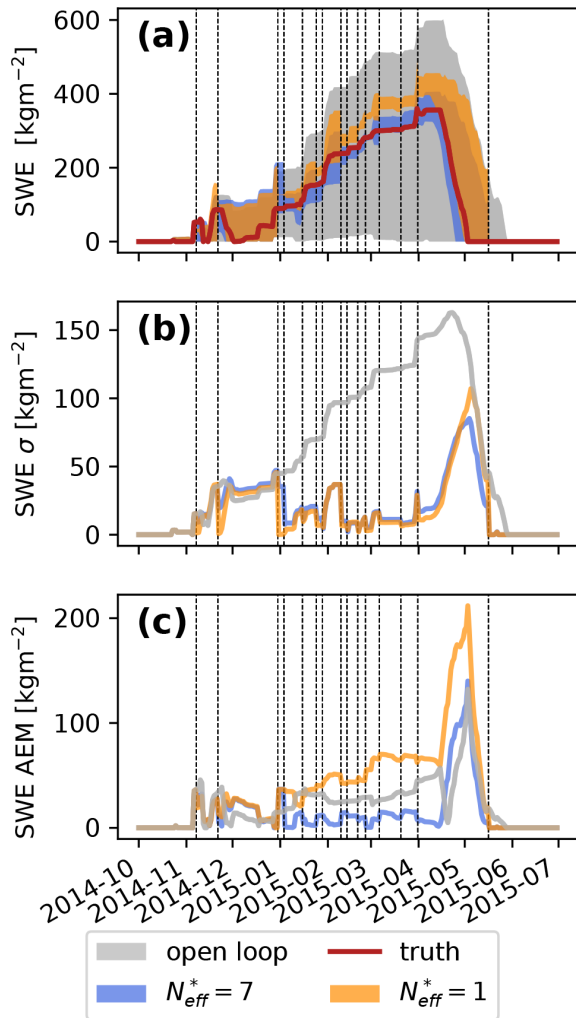 (a)
SWE [kgm⁻²]
600
400
200
0
(b)
SWE σ [kgm⁻²]
150
100
50
0
(c)
SWE AEM [kgm⁻²]
200
100
0
2014-10 2014-11 2014-12 2015-01 2015-02 2015-03 2015-04 2015-05 2015-06 2015-07
open loop truth
N*eff = 7 N*eff = 1